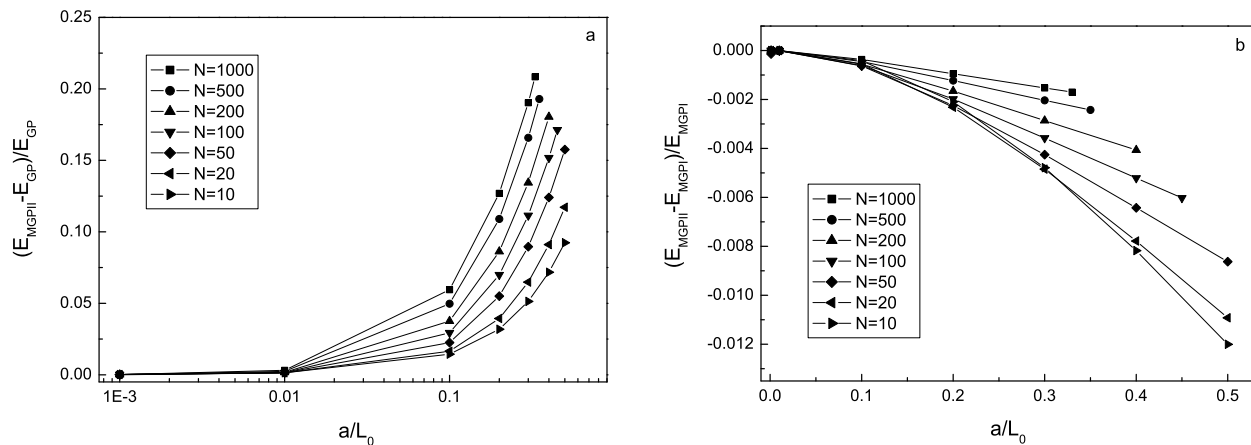 a
(E_MGPII-E_GP)/E_GP
0.25
0.20
0.15
0.10
0.05
0.00
N=1000
N=500
N=200
N=100
N=50
N=20
N=10
1E-3
0.01
0.1
a/L_0
b
(E_MGPII-E_MGPI)/E_MGPI
0.000
-0.002
-0.004
-0.006
-0.008
-0.010
-0.012
N=1000
N=500
N=200
N=100
N=50
N=20
N=10
0.0
0.1
0.2
0.3
0.4
0.5
a/L_0